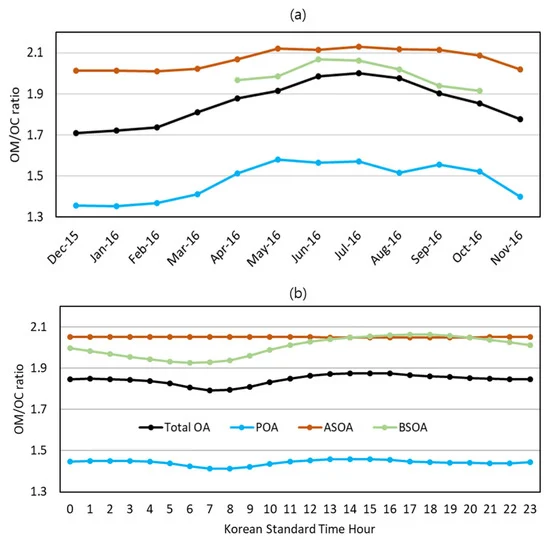 (a)
OM/OC ratio
2.1
1.9
1.7
1.5
1.3
Dec-15 Jan-16 Feb-16 Mar-16 Apr-16 May-16 Jun-16 Jul-16 Aug-16 Sep-16 Oct-16 Nov-16
(b)
OM/OC ratio
2.1
1.9
1.7
1.5
1.3
Total OA POA ASOA BSOA
0 1 2 3 4 5 6 7 8 9 10 11 12 13 14 15 16 17 18 19 20 21 22 23
Korean Standard Time Hour